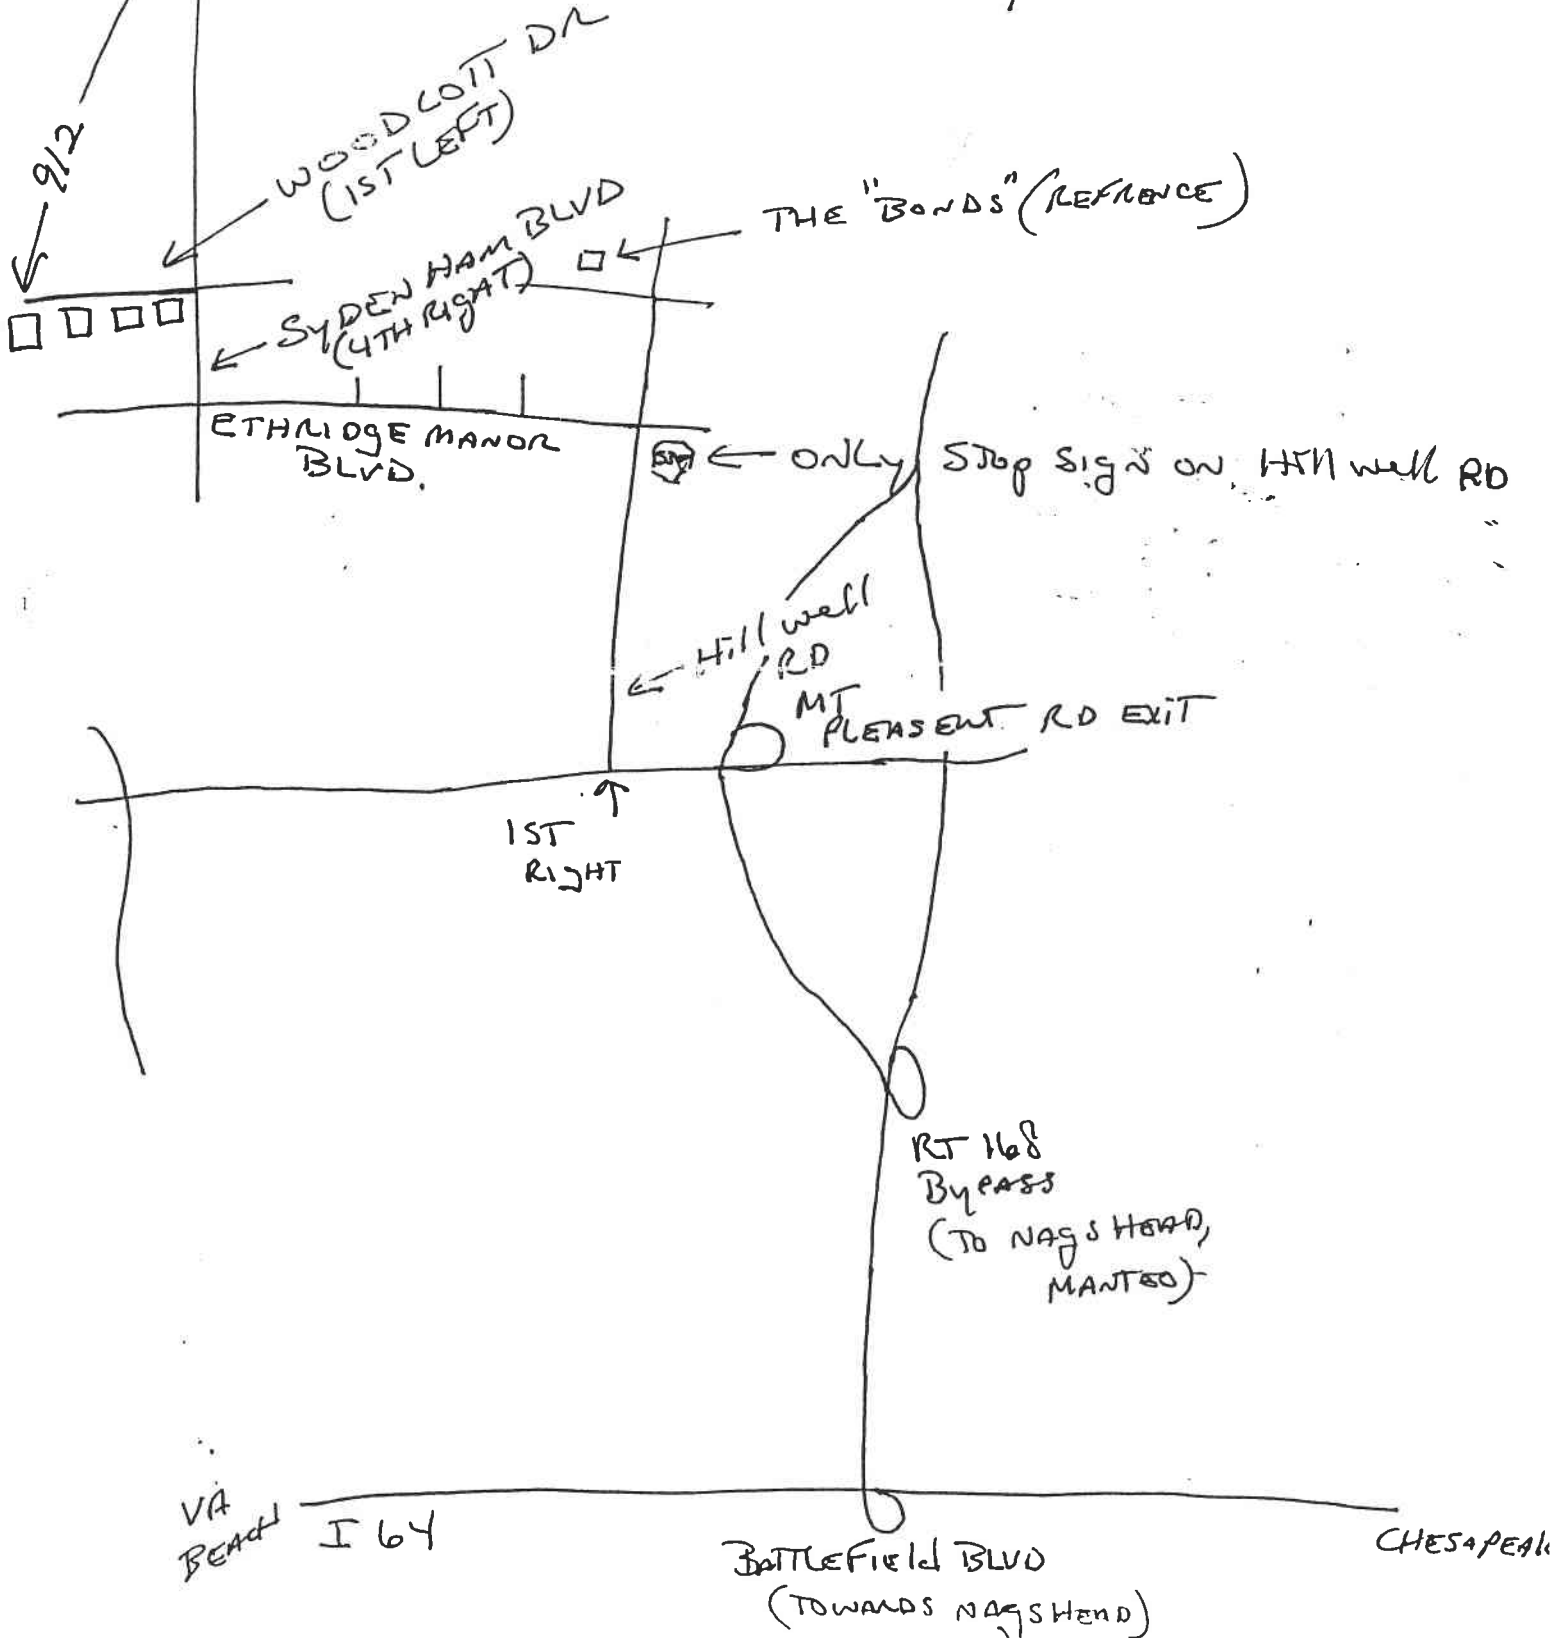 912
WOODCOTT DR
(1ST LEFT)
THE "BONDS" (REFRENCE)
SYDEN HAM BLVD
(4TH RIGHT)
ETHRIDGE MANOR
BLVD.
STOP
ONLY STOP SIGN ON Hillwell RD
Hillwell
RD
MT
PLEASENT RD EXIT
1ST
RIGHT
RT 168
BYPASS
(TO NAGS HEAD,
MANTEO)
VA
BEACH
I 64
BATTLEFIELD BLVD
(TOWARDS NAGSHEAD)
CHESAPEAK